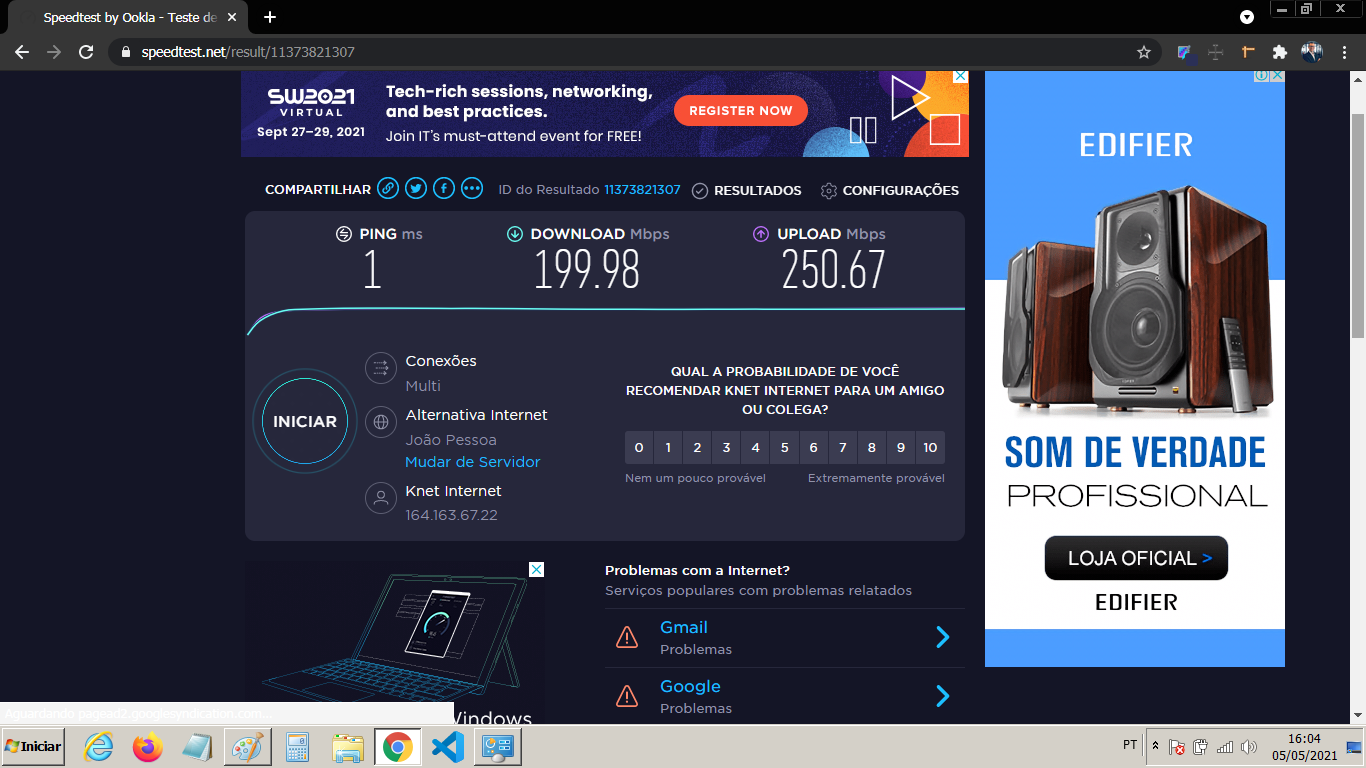 Speedtest by Ookla - Teste de
speedtest.net/result/11373821307
SW2021
VIRTUAL
Sept 27–29, 2021
Tech-rich sessions, networking,
and best practices.
Join IT's must-attend event for FREE!
REGISTER NOW
COMPARTILHAR
ID do Resultado 11373821307
RESULTADOS
CONFIGURAÇÕES
PING ms
1
DOWNLOAD Mbps
199.98
UPLOAD Mbps
250.67
INICIAR
Conexões
Multi
Alternativa Internet
João Pessoa
Mudar de Servidor
Knet Internet
164.163.67.22
QUAL A PROBABILIDADE DE VOCÊ
RECOMENDAR KNET INTERNET PARA UM AMIGO
OU COLEGA?
0 1 2 3 4 5 6 7 8 9 10
Nem um pouco provável
Extremamente provável
Problemas com a Internet?
Serviços populares com problemas relatados
Gmail
Problemas
Google
Problemas
Windows
EDIFIER
SOM DE VERDADE
PROFISSIONAL
LOJA OFICIAL >
EDIFIER
Aguardando pagead2.googlesyndication.com...
Iniciar
PT
16:04
05/05/2021